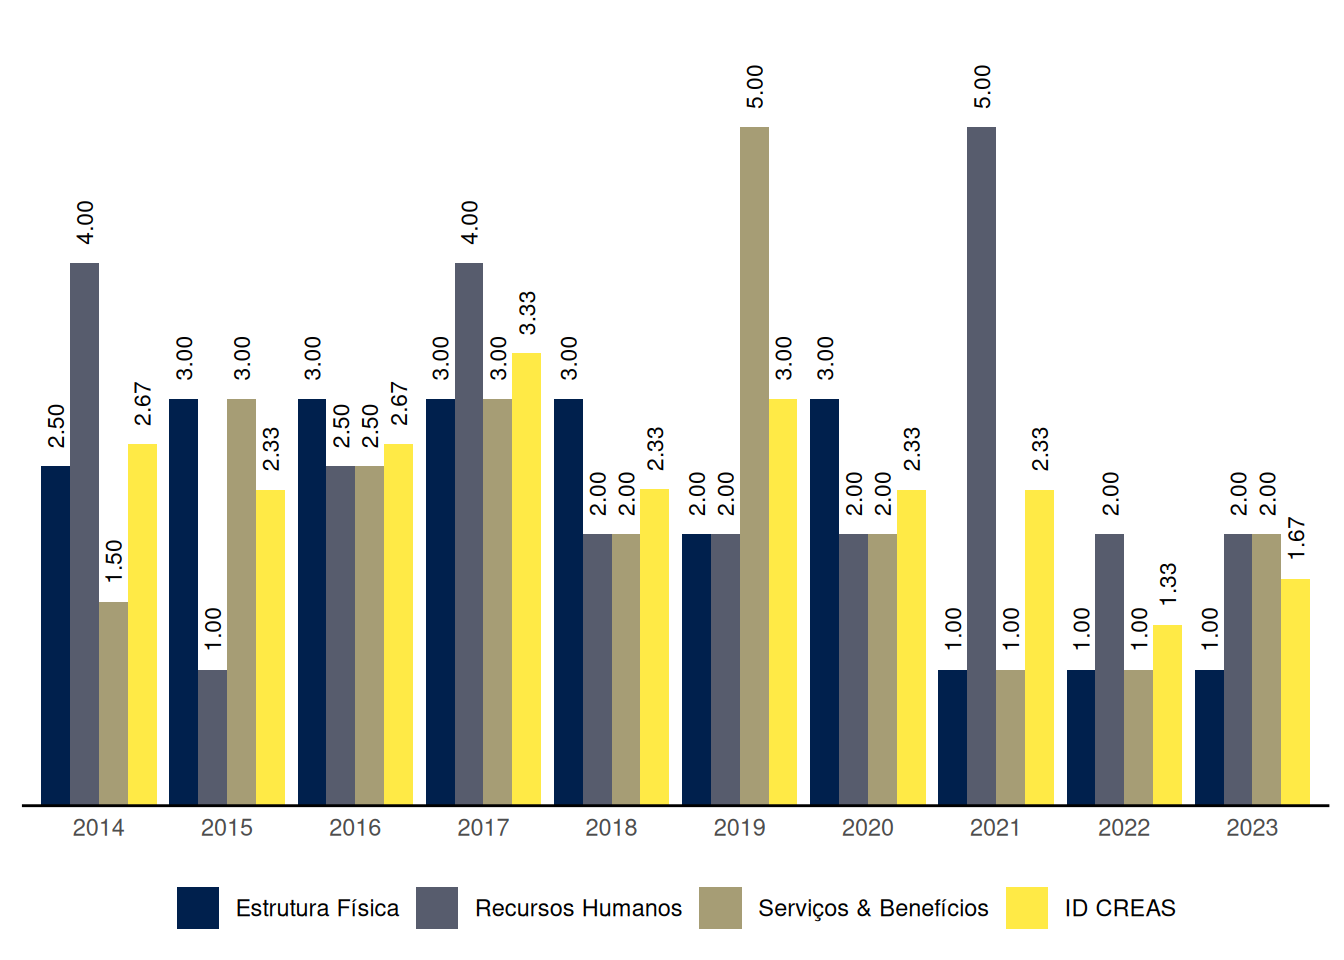 5.00 5.00
4.00 4.00
3.33
3.00 3.00 3.00 3.00 3.00 3.00 3.00 3.00
2.50 2.67 2.50 2.50 2.67
2.33 2.33 2.33 2.33
2.00 2.00 2.00 2.00 2.00 2.00 2.00 2.00 2.00
1.50 1.67
1.00 1.00 1.00 1.00 1.00 1.33 1.00
2014 2015 2016 2017 2018 2019 2020 2021 2022 2023
Estrutura Física Recursos Humanos Serviços & Benefícios ID CREAS